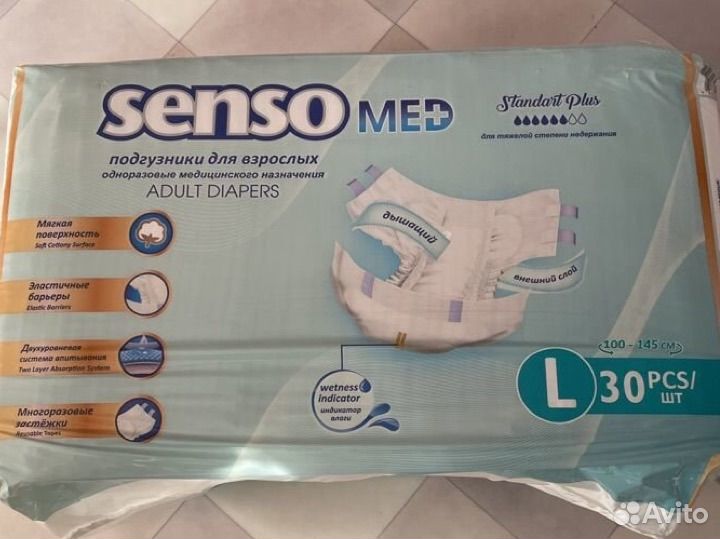 senso MED
Standart Plus
для тяжелой степени недержания
подгузники для взрослых
одноразовые медицинского назначения
ADULT DIAPERS
Мягкая
поверхность
Soft Cottony Surface
Эластичные
барьеры
Elastic Barriers
Двухуровневая
система впитывания
Two Layer Absorption System
Многоразовые
застёжки
Reusable Tapes
дышащий
внешний слой
wetness
indicator
индикатор
влаги
100 - 145 см
L 30 PCS/
ШТ
Avito